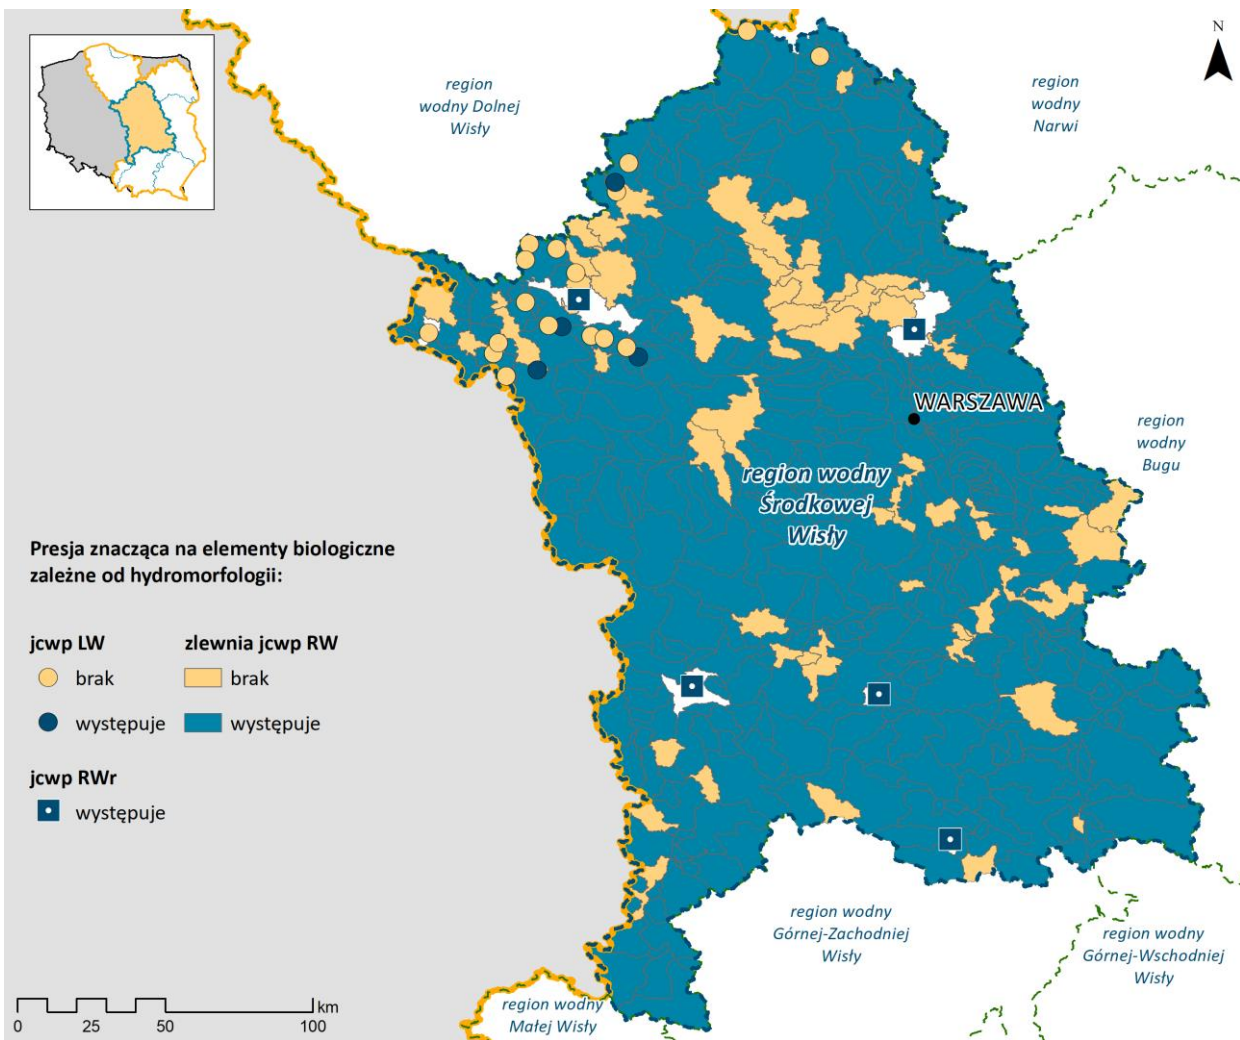 N
region
wodny Dolnej
Wisły
region
wodny
Narwi
WARSZAWA
region
wodny
Bugu
region wodny
Środkowej
Wisły
Presja znacząca na elementy biologiczne
zależne od hydromorfologii:
jcwp LW
zlewnia jcwp RW
brak
brak
występuje
występuje
jcwp RWr
występuje
region wodny
Górnej-Zachodniej
Wisły
region wodny
Górnej-Wschodniej
Wisły
region wodny
Małej Wisły
km
0 25 50 100